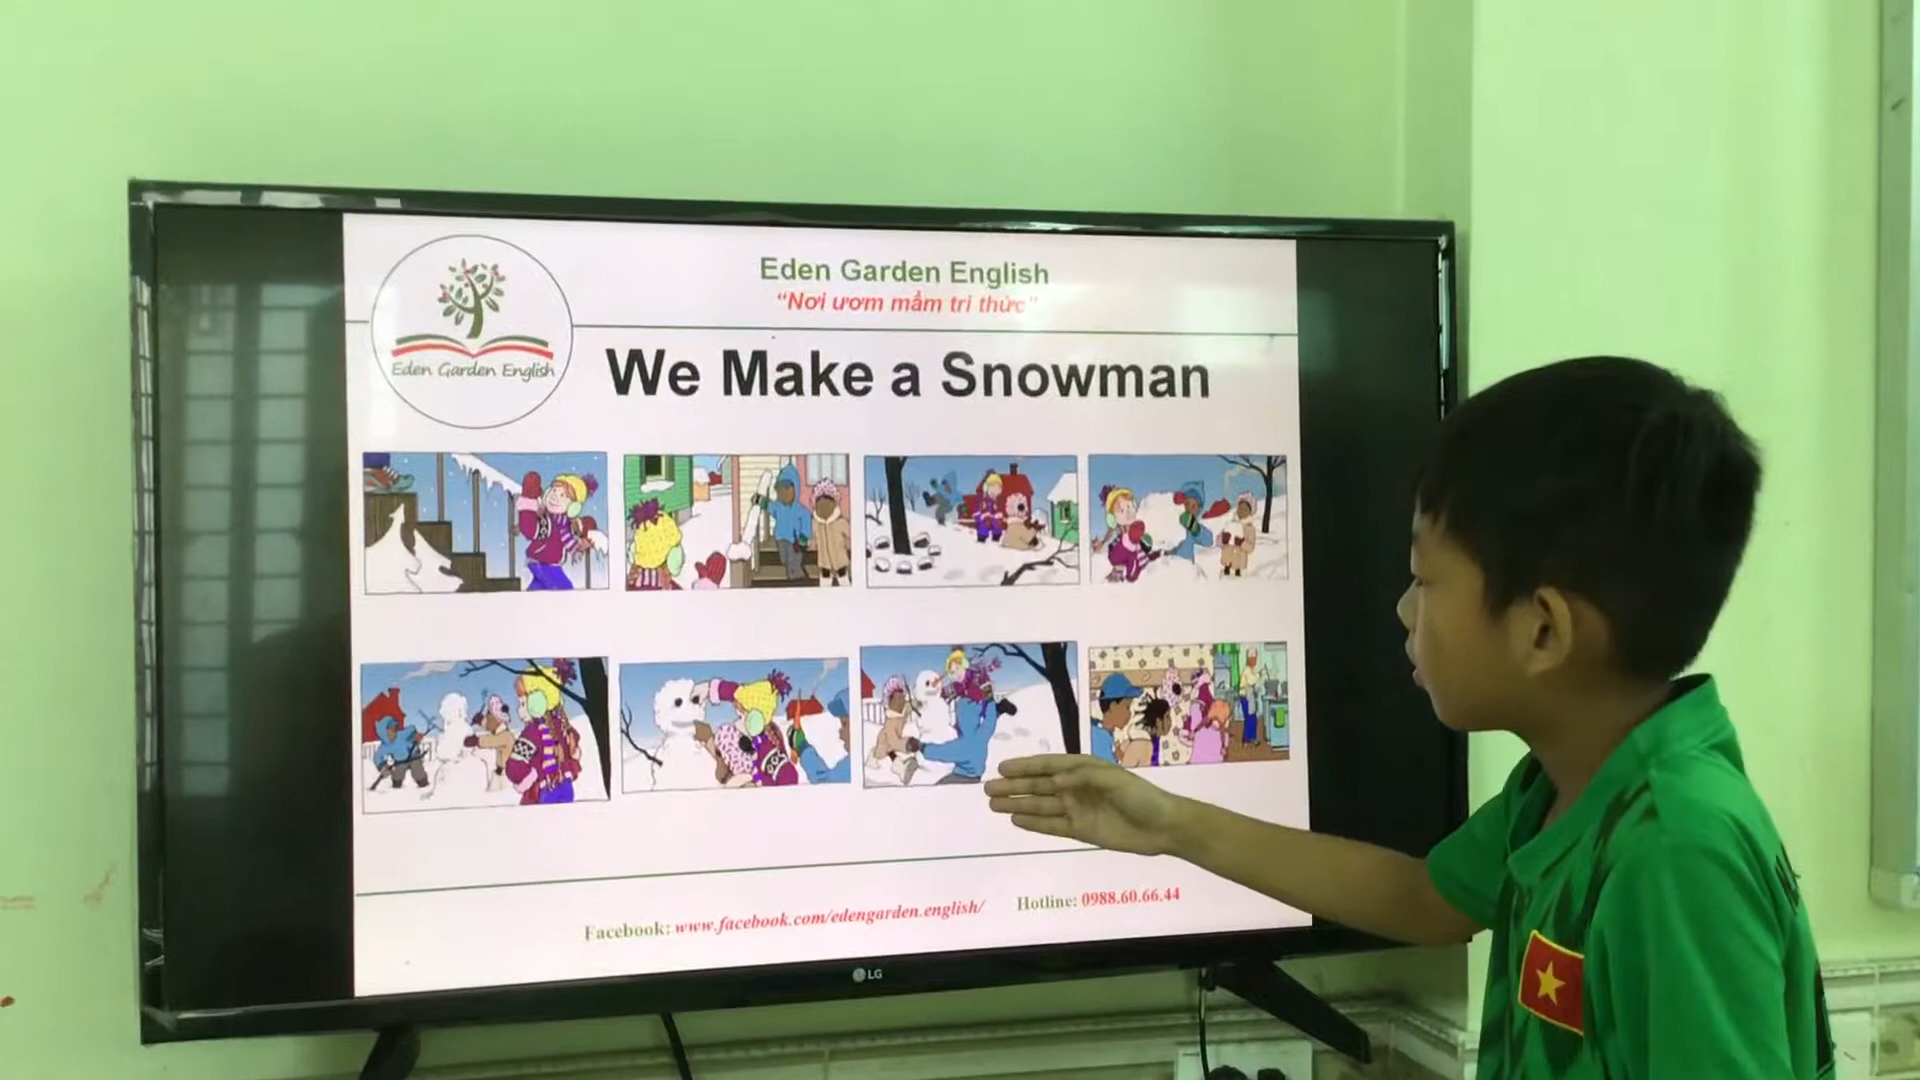 Eden Garden English
"Nơi ươm mầm tri thức"
Eden Garden English
We Make a Snowman
Facebook: www.facebook.com/edengarden.english/
Hotline: 0988.60.66.44
LG